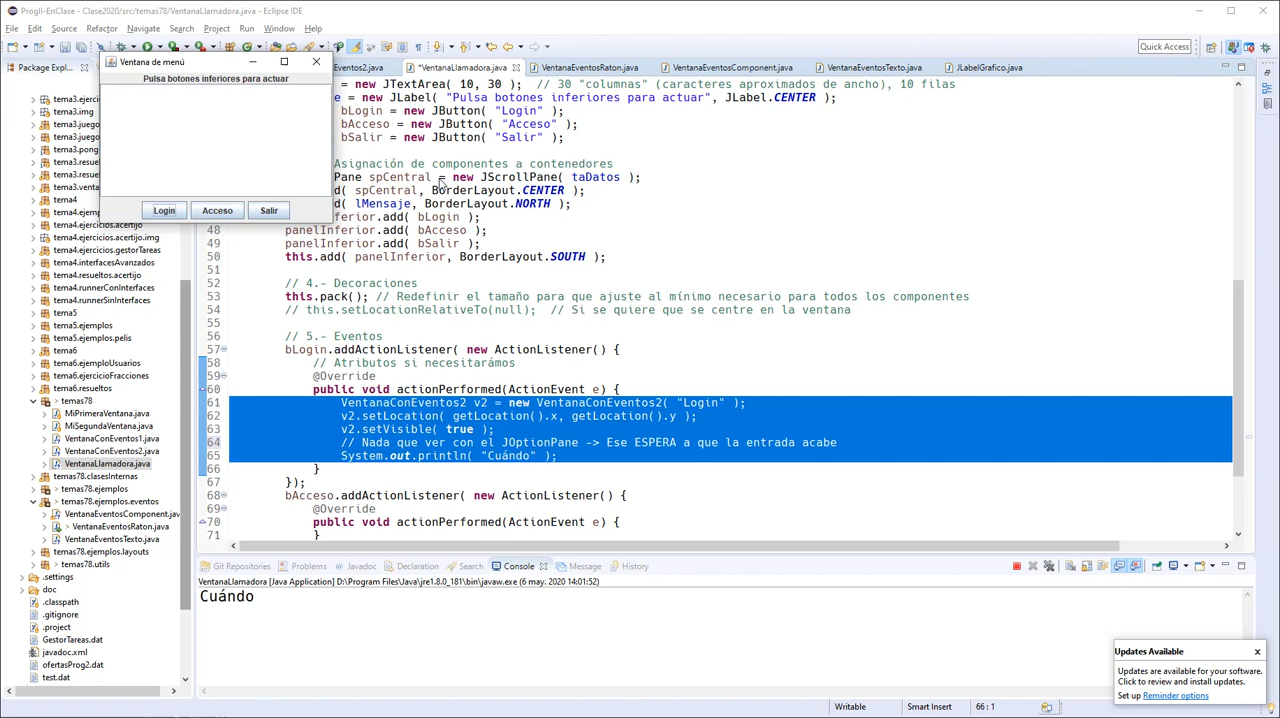 ProgII-EnClase - Clase2020/src/temas78/VentanaLlamadora.java - Eclipse IDE
File Edit Source Refactor Navigate Search Project Run Window Help
Quick Access
Package Expl...
Eventos2.java
*VentanaLlamadora.java
VentanaEventosRaton.java
VentanaEventosComponent.java
VentanaEventosTexto.java
JLabelGrafico.java
Ventana de menú
Pulsa botones inferiores para actuar
Login Acceso Salir
tema3.ejerc
tema3.img
tema3.juego
tema3.juego
tema3.pong
tema3.resue
tema3.resue
tema3.venta
tema4
tema4.ejem
tema4.ejercicios.acertijo
tema4.ejercicios.acertijo.img
tema4.ejercicios.gestorTareas
tema4.interfacesAvanzados
tema4.resueltos.acertijo
tema4.runnerConInterfaces
tema4.runnerSinInterfaces
tema5
tema5.ejemplos
tema5.ejemplos.pelis
tema6
tema6.ejemploUsuarios
tema6.ejercicioFracciones
tema6.resueltos
temas78
MiPrimeraVentana.java
MiSegundaVentana.java
VentanaConEventos1.java
VentanaConEventos2.java
VentanaLlamadora.java
temas78.clasesInternas
> temas78.ejemplos
> temas78.ejemplos.eventos
VentanaEventosComponent.jav
> VentanaEventosRaton.java
VentanaEventosTexto.java
temas78.ejemplos.layouts
> temas78.utils
.settings
doc
.classpath
.gitignore
.project
GestorTareas.dat
javadoc.xml
ofertasProg2.dat
test.dat
= new JTextArea( 10, 30 ); // 30 "columnas" (caracteres aproximados de ancho), 10 filas
e = new JLabel( "Pulsa botones inferiores para actuar", JLabel.CENTER );
bLogin = new JButton( "Login" );
bAcceso = new JButton( "Acceso" );
bSalir = new JButton( "Salir" );
Asignación de componentes a contenedores
Pane spCentral = new JScrollPane( taDatos );
d( spCentral, BorderLayout.CENTER );
d( lMensaje, BorderLayout.NORTH );
nferior.add( bLogin );
48 panelInferior.add( bAcceso );
49 panelInferior.add( bSalir );
50 this.add( panelInferior, BorderLayout.SOUTH );
51
52 // 4.- Decoraciones
53 this.pack(); // Redefinir el tamaño para que ajuste al mínimo necesario para todos los componentes
54 // this.setLocationRelativeTo(null); // Si se quiere que se centre en la ventana
55
56 // 5.- Eventos
57 bLogin.addActionListener( new ActionListener() {
58 // Atributos si necesitarámos
59 @Override
60 public void actionPerformed(ActionEvent e) {
61 VentanaConEventos2 v2 = new VentanaConEventos2( "Login" );
62 v2.setLocation( getLocation().x, getLocation().y );
63 v2.setVisible( true );
64 // Nada que ver con el JOptionPane -> Ese ESPERA a que la entrada acabe
65 System.out.println( "Cuándo" );
66 }
67 });
68 bAcceso.addActionListener( new ActionListener() {
69 @Override
70 public void actionPerformed(ActionEvent e) {
71 }
Git Repositories Problems Javadoc Declaration Search Console Message History
VentanaLlamadora [Java Application] D:\Program Files\Java\jre1.8.0_181\bin\javaw.exe (6 may. 2020 14:01:52)
Cuándo
Updates Available
Updates are available for your software.
Click to review and install updates.
Set up Reminder options
Writable Smart Insert 66 : 1